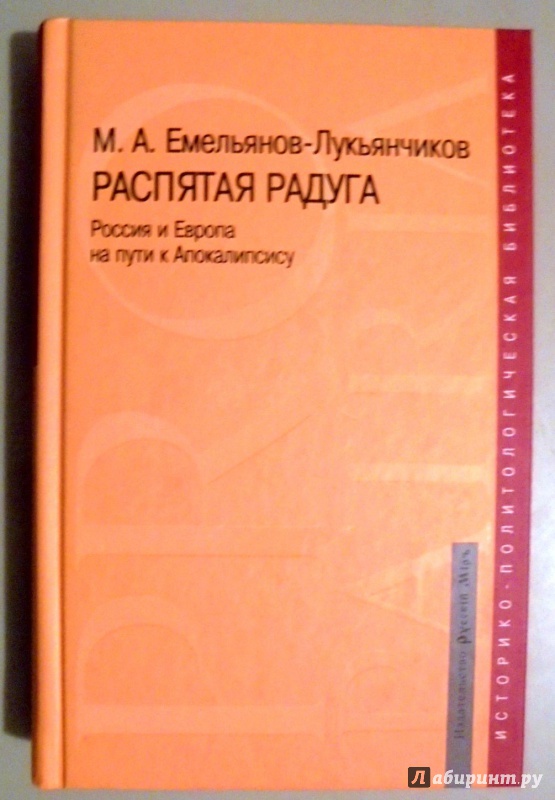 М. А. Емельянов-Лукьянчиков
РАСПЯТАЯ РАДУГА
Россия и Европа
на пути к Апокалипсису
ИСТОРИКО-ПОЛИТОЛОГИЧЕСКАЯ БИБЛИОТЕКА
Издательство Русскій Міръ
Лабиринт.ру